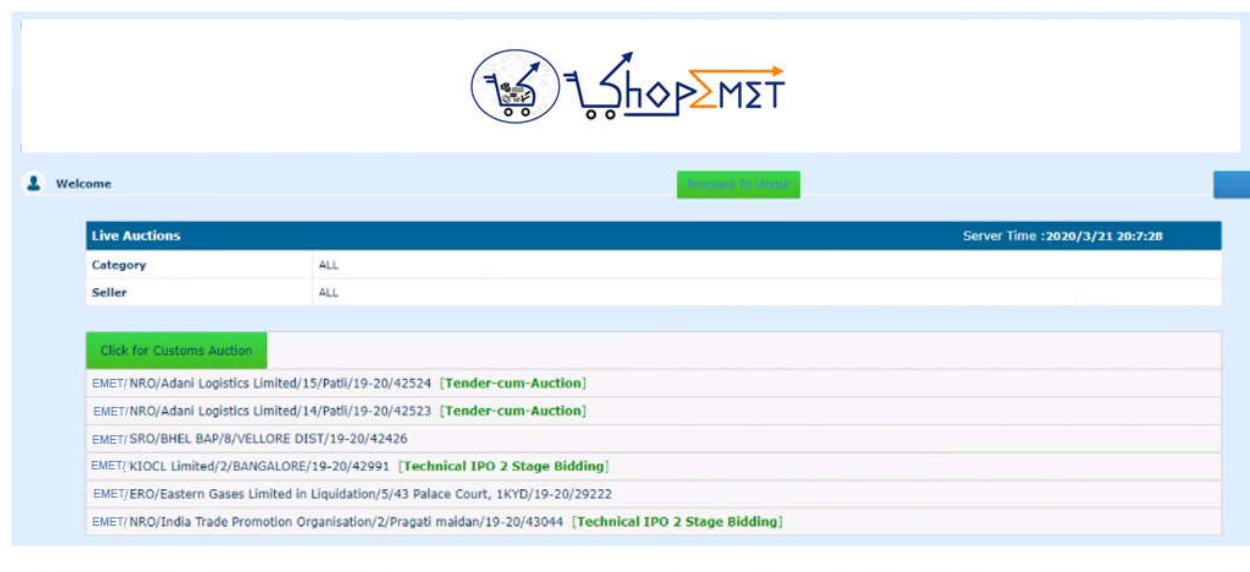 ShopΣMΣT
Welcome
Proceed To Home
Live Auctions Server Time :2020/3/21 20:7:28
Category ALL
Seller ALL
Click for Customs Auction
EMET/ NRO/Adani Logistics Limited/15/Patli/19-20/42524 [Tender-cum-Auction]
EMET/NRO/Adani Logistics Limited/14/Patli/19-20/42523 [Tender-cum-Auction]
EMET/ SRO/BHEL BAP/8/VELLORE DIST/19-20/42426
EMET/ KIOCL Limited/2/BANGALORE/19-20/42991 [Technical IPO 2 Stage Bidding]
EMET/ERO/Eastern Gases Limited in Liquidation/5/43 Palace Court, 1KYD/19-20/29222
EMET/ NRO/India Trade Promotion Organisation/2/Pragati maidan/19-20/43044 [Technical IPO 2 Stage Bidding]